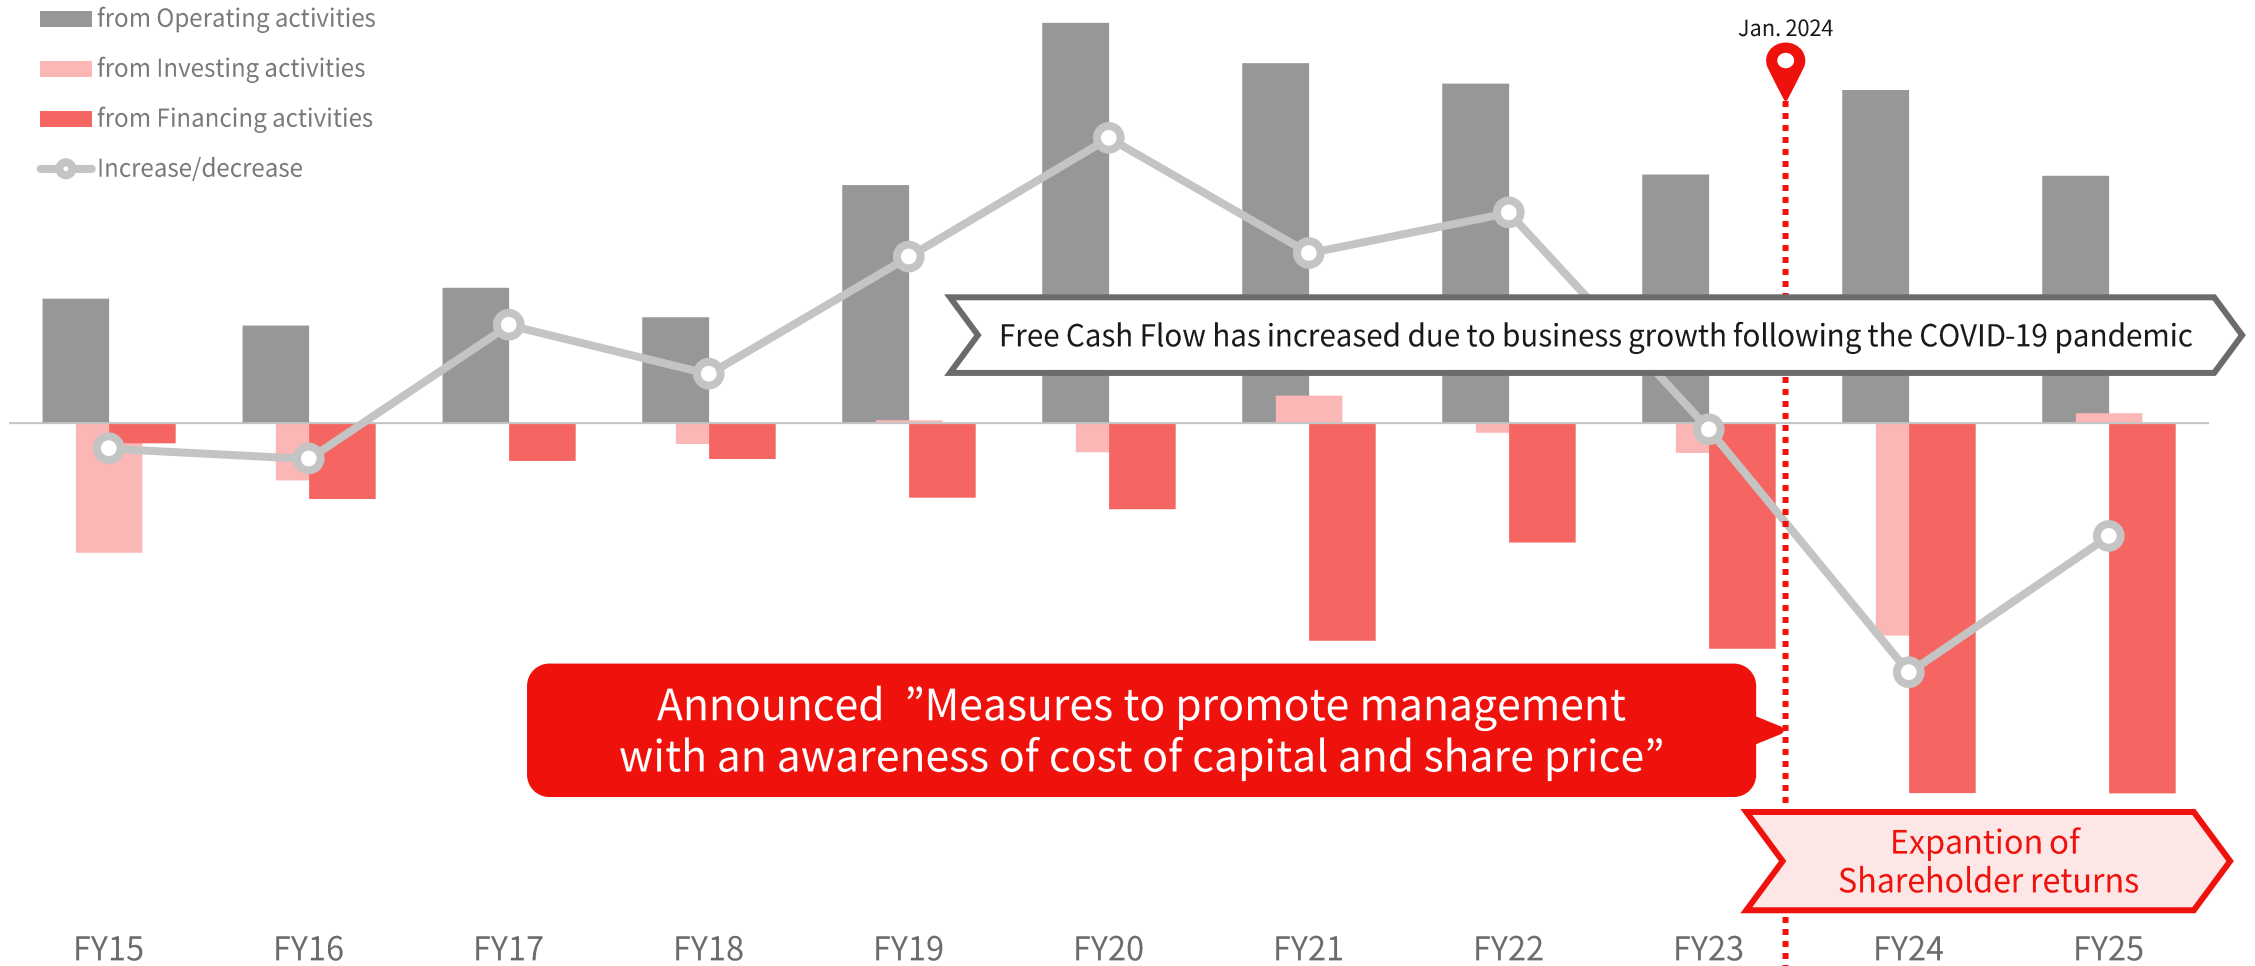 from Operating activities
from Investing activities
from Financing activities
Increase/decrease
Jan. 2024
Free Cash Flow has increased due to business growth following the COVID-19 pandemic
Announced ”Measures to promote management
with an awareness of cost of capital and share price”
Expantion of
Shareholder returns
FY15 FY16 FY17 FY18 FY19 FY20 FY21 FY22 FY23 FY24 FY25